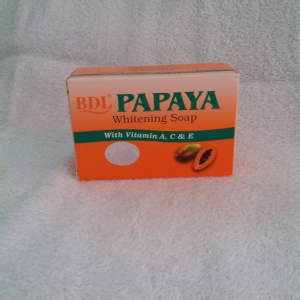 BDL® PAPAYA
Whitening Soap
With Vitamin A, C & E